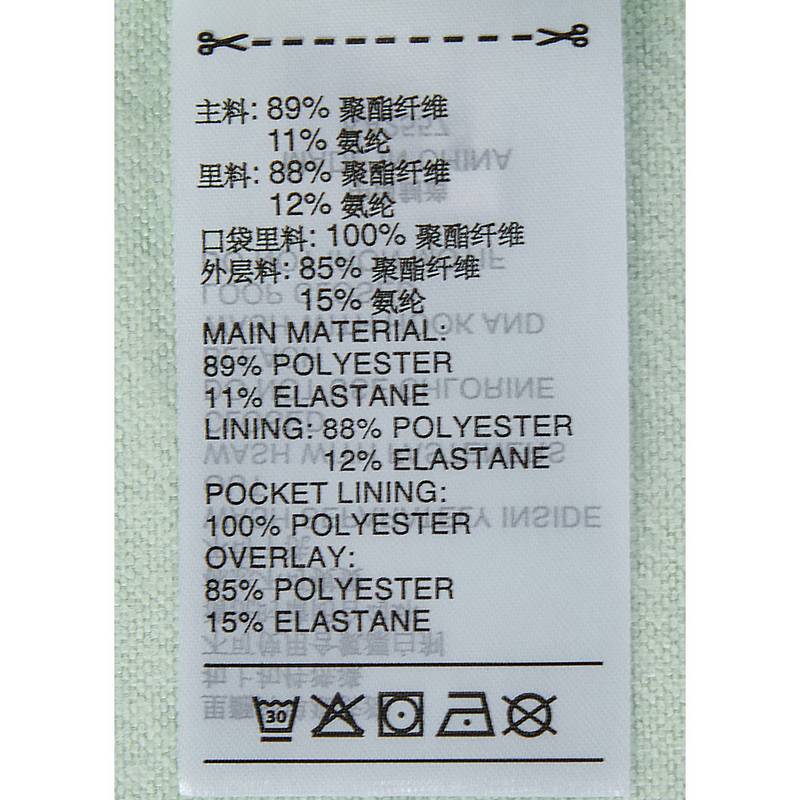 主料: 89% 聚酯纤维
11% 氨纶
里料: 88% 聚酯纤维
12% 氨纶
口袋里料: 100% 聚酯纤维
外层料: 85% 聚酯纤维
15% 氨纶
MAIN MATERIAL:
89% POLYESTER
11% ELASTANE
LINING: 88% POLYESTER
12% ELASTANE
POCKET LINING:
100% POLYESTER
OVERLAY:
85% POLYESTER
15% ELASTANE
30